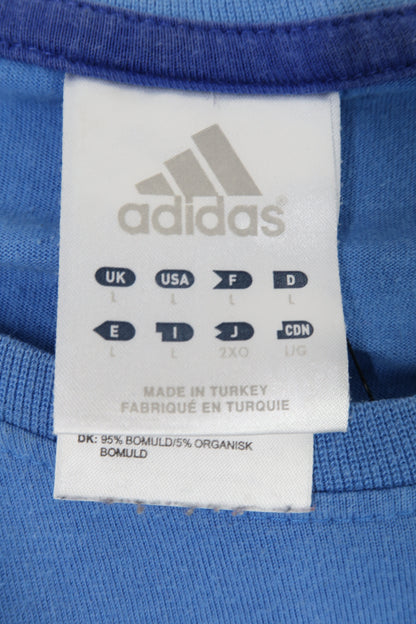 adidas®
UK USA F D
L L L L
E I J CDN
L L 2XO L/G
MADE IN TURKEY
FABRIQUÉ EN TURQUIE
DK: 95% BOMULD/5% ORGANISK
BOMULD